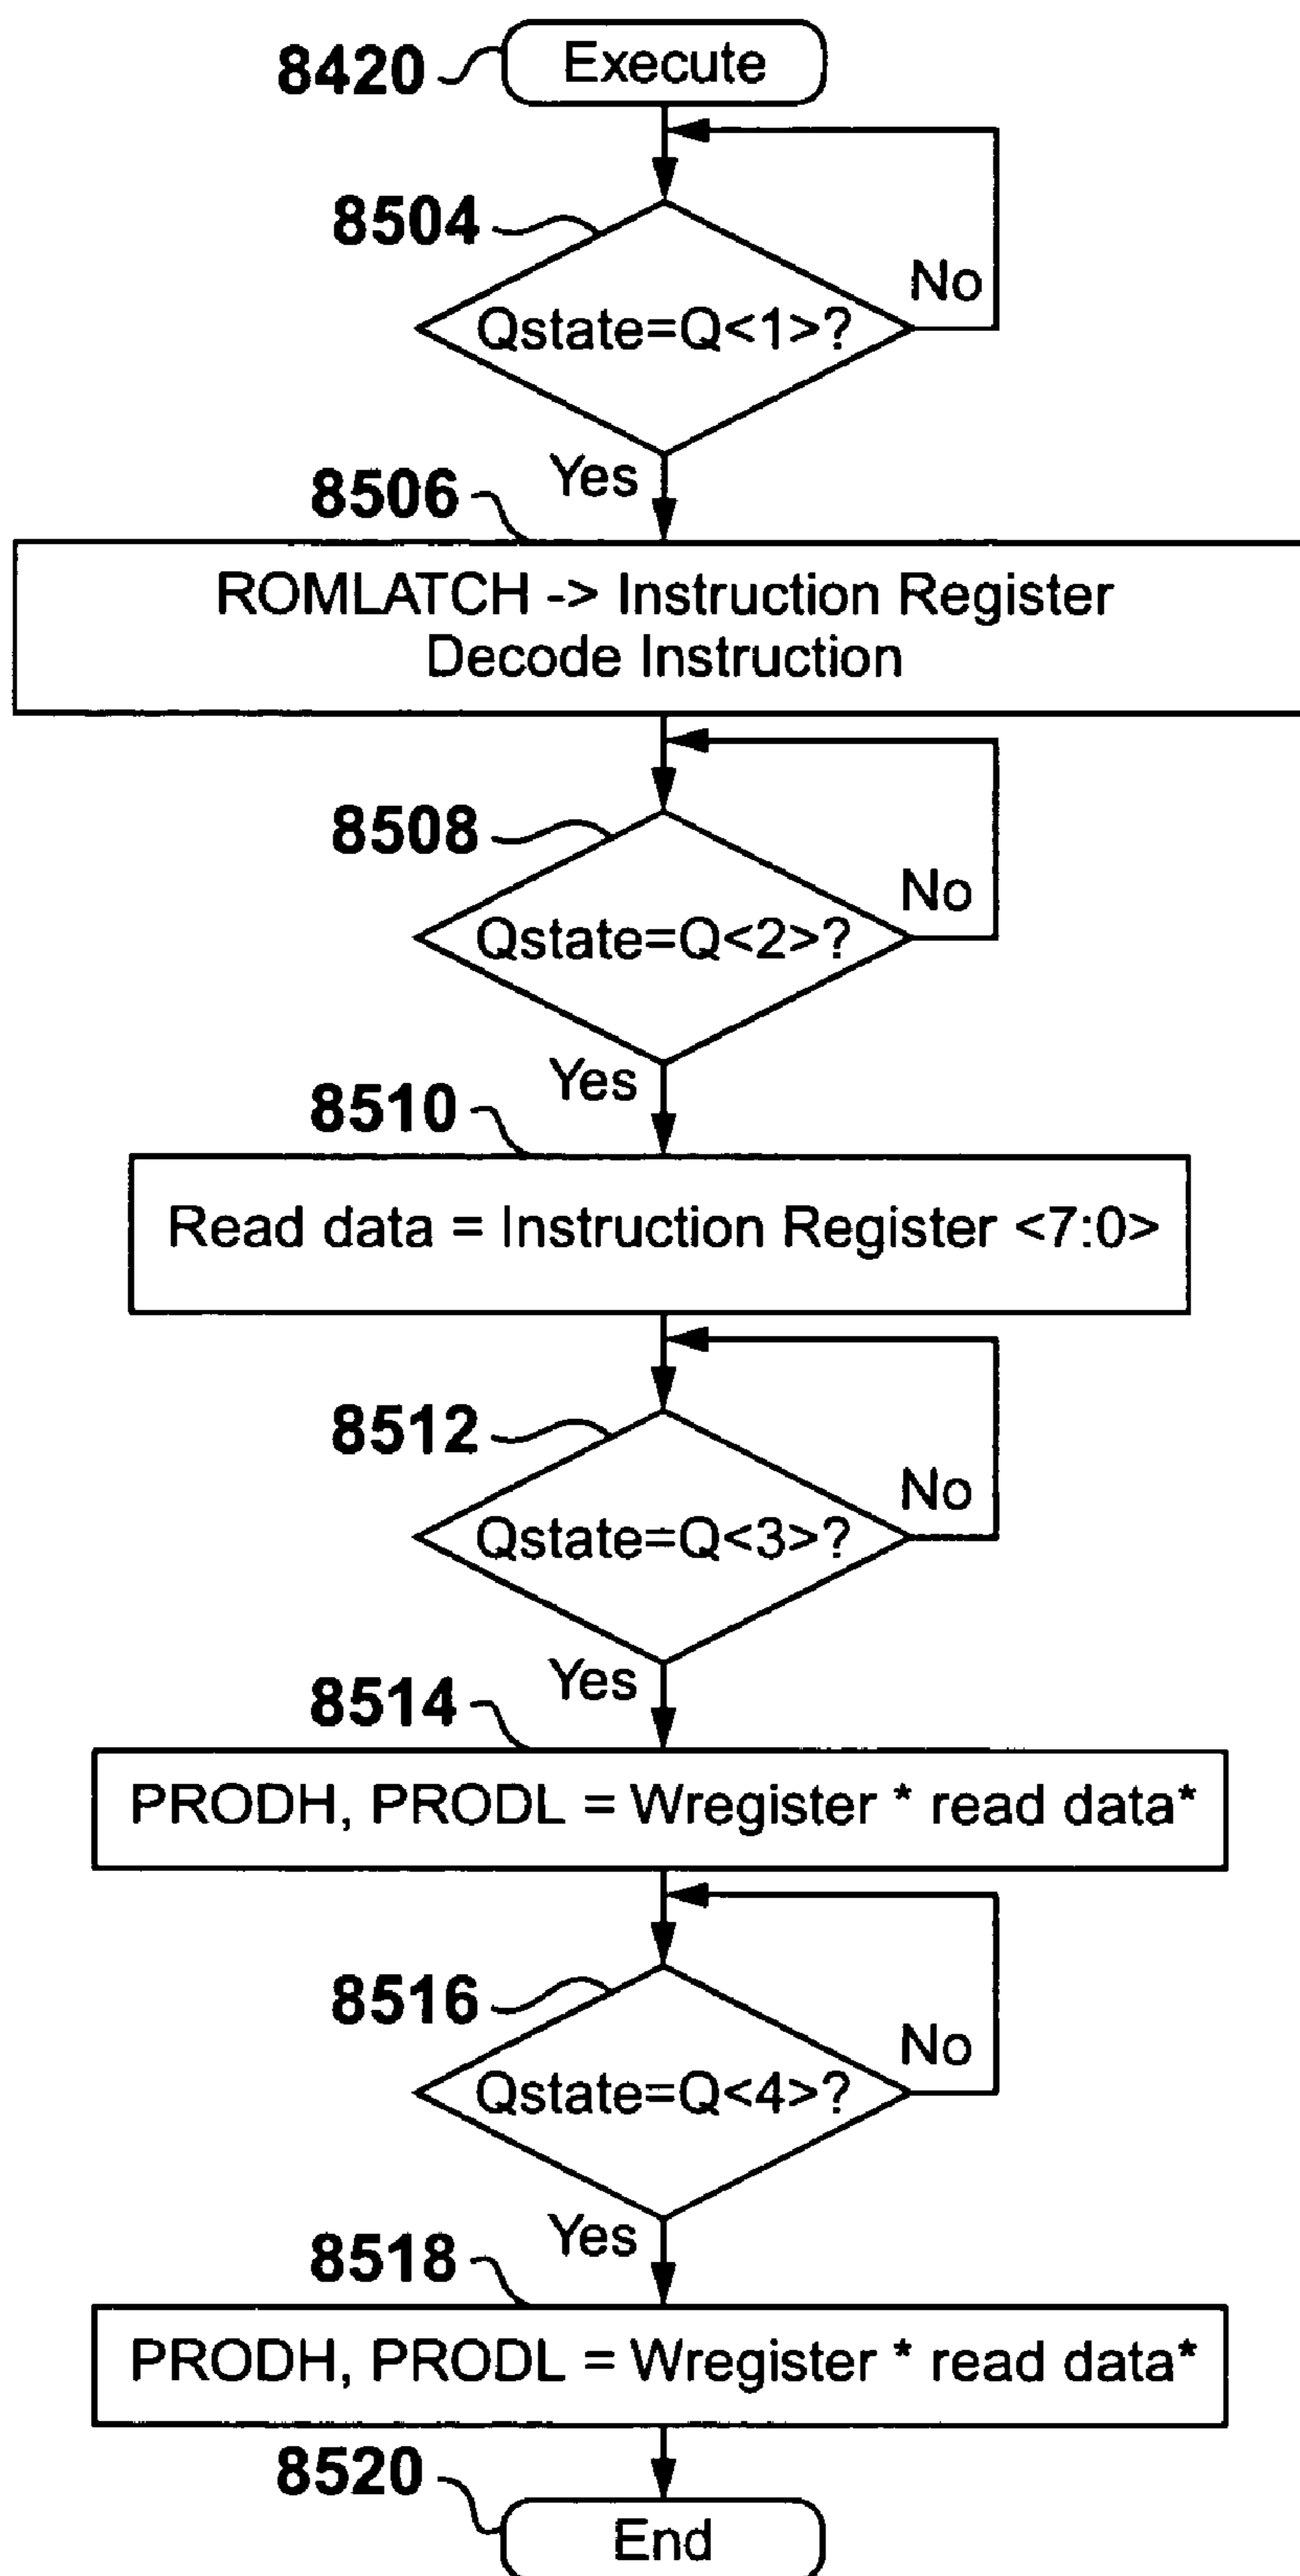 8420
Execute
8504
Qstate=Q<1>?
No
Yes
8506
ROMLATCH -> Instruction Register
Decode Instruction
8508
Qstate=Q<2>?
No
Yes
8510
Read data = Instruction Register <7:0>
8512
Qstate=Q<3>?
No
Yes
8514
PRODH, PRODL = Wregister * read data*
8516
Qstate=Q<4>?
No
Yes
8518
PRODH, PRODL = Wregister * read data*
8520
End